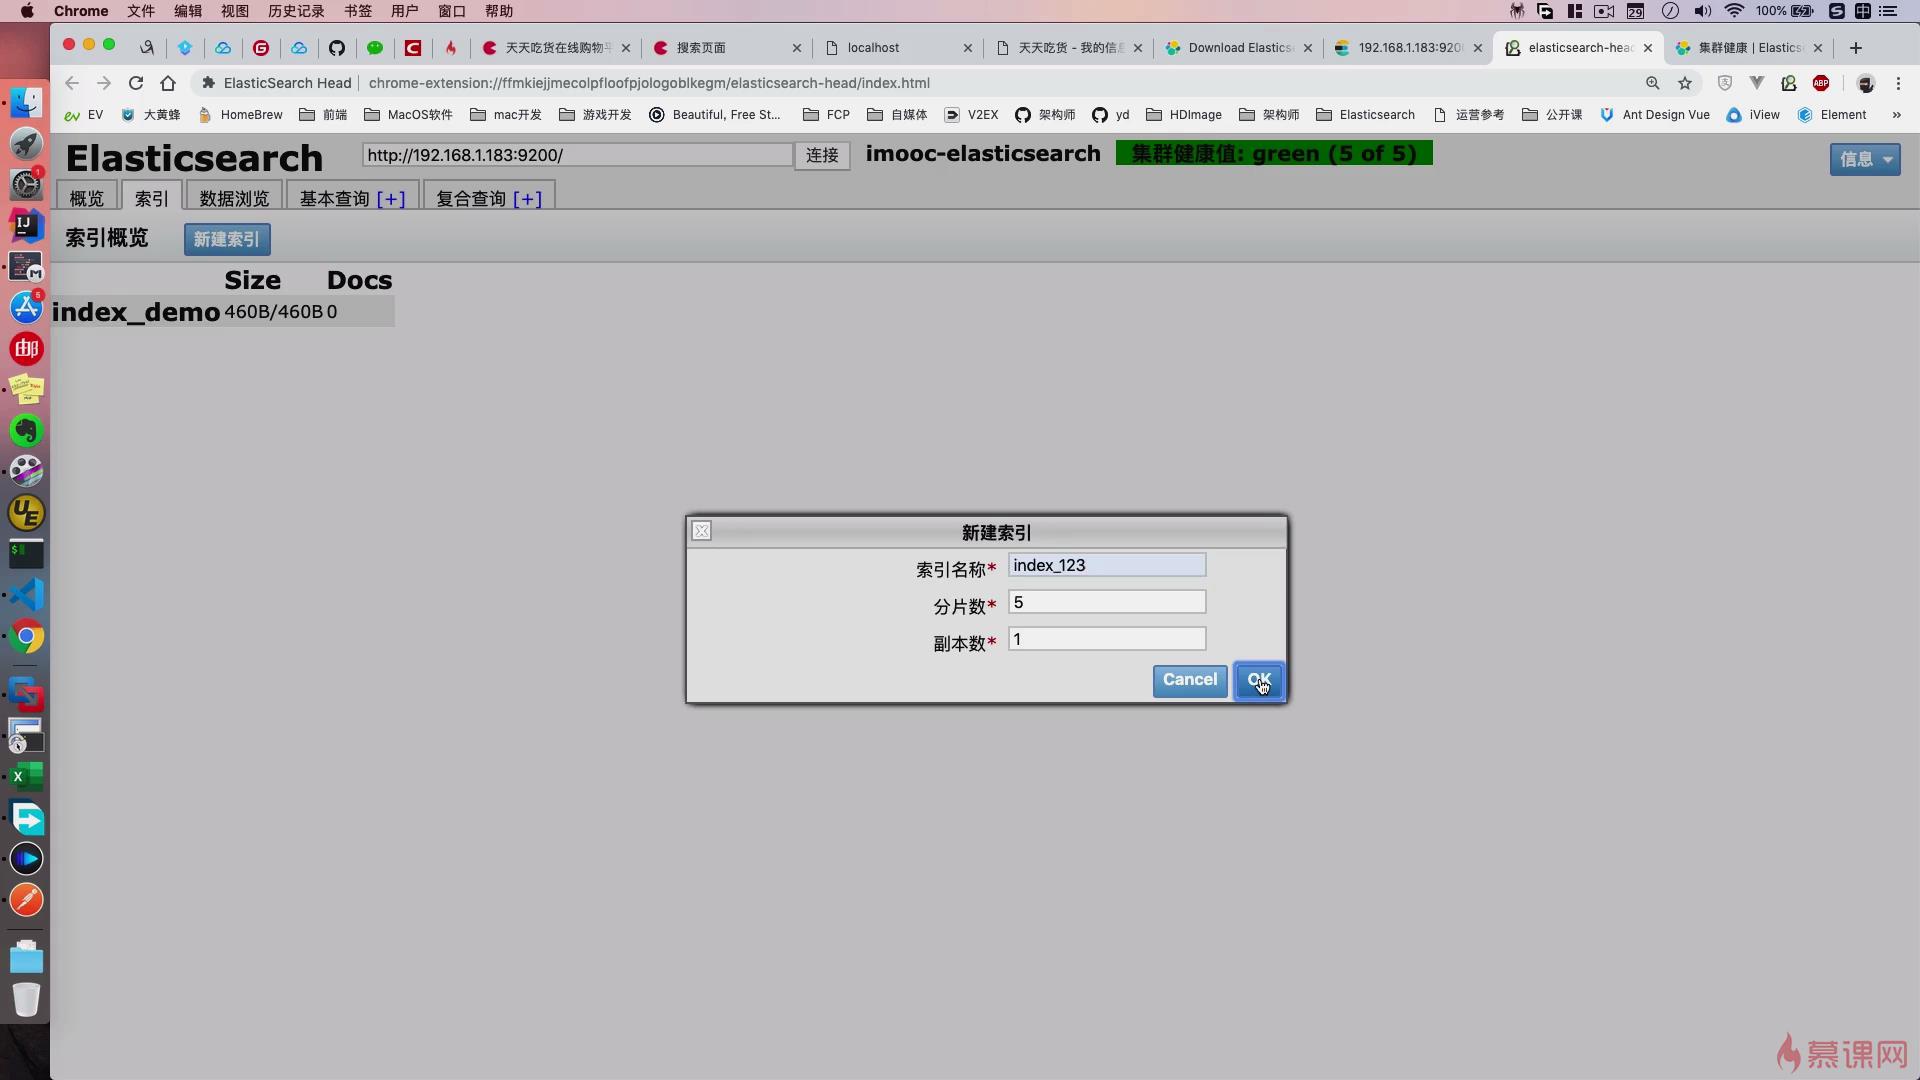 Chrome 文件 编辑 视图 历史记录 书签 用户 窗口 帮助 29 100% 中
天天吃货在线购物平 搜索页面 localhost 天天吃货 - 我的信息 Download Elasticse 192.168.1.183:920 elasticsearch-head 集群健康 | Elasticse
ElasticSearch Head chrome-extension://ffmkiejjmecolpfloofpjologoblkegm/elasticsearch-head/index.html ABP
EV 大黄蜂 HomeBrew 前端 MacOS软件 mac开发 游戏开发 Beautiful, Free St... FCP 自媒体 V2EX 架构师 yd HDImage 架构师 Elasticsearch 运营参考 公开课 Ant Design Vue iView Element »
Elasticsearch http://192.168.1.183:9200/ 连接 imooc-elasticsearch 集群健康值: green (5 of 5) 信息
概览 索引 数据浏览 基本查询 [+] 复合查询 [+]
索引概览 新建索引
Size Docs
index_demo 460B/460B 0
新建索引
索引名称* index_123
分片数* 5
副本数* 1
Cancel OK
慕课网